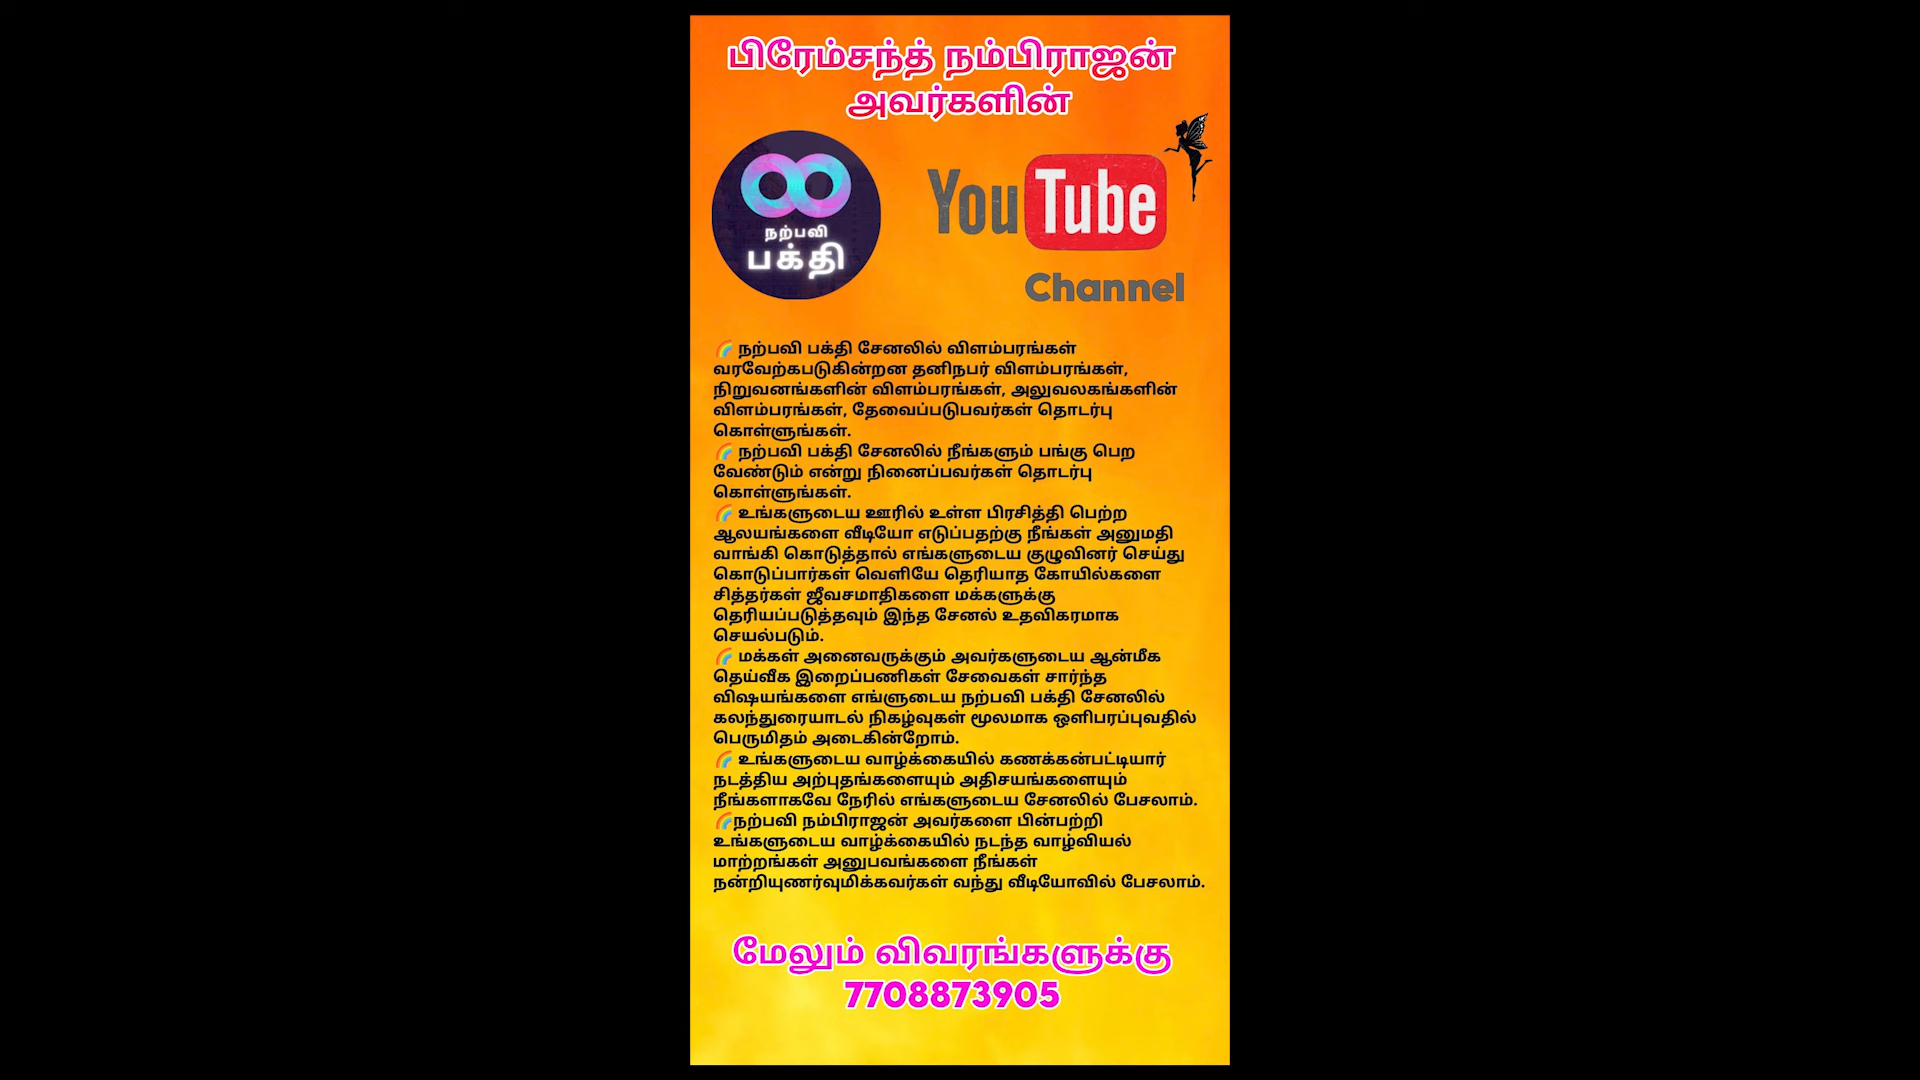 பிரேம்சந்த் நம்பிராஜன்
அவர்களின்
நற்பவி
பக்தி
YouTube
Channel
🌈 நற்பவி பக்தி சேனலில் விளம்பரங்கள்
வரவேற்கபடுகின்றன தனிநபர் விளம்பரங்கள்,
நிறுவனங்களின் விளம்பரங்கள், அலுவலகங்களின்
விளம்பரங்கள், தேவைப்படுபவர்கள் தொடர்பு
கொள்ளுங்கள்.
🌈 நற்பவி பக்தி சேனலில் நீங்களும் பங்கு பெற
வேண்டும் என்று நினைப்பவர்கள் தொடர்பு
கொள்ளுங்கள்.
🌈 உங்களுடைய ஊரில் உள்ள பிரசித்தி பெற்ற
ஆலயங்களை வீடியோ எடுப்பதற்கு நீங்கள் அனுமதி
வாங்கி கொடுத்தால் எங்களுடைய குழுவினர் செய்து
கொடுப்பார்கள் வெளியே தெரியாத கோயில்களை
சித்தர்கள் ஜீவசமாதிகளை மக்களுக்கு
தெரியப்படுத்தவும் இந்த சேனல் உதவிகரமாக
செயல்படும்.
🌈 மக்கள் அனைவருக்கும் அவர்களுடைய ஆன்மீக
தெய்வீக இறைப்பணிகள் சேவைகள் சார்ந்த
விஷயங்களை எங்ளுடைய நற்பவி பக்தி சேனலில்
கலந்துரையாடல் நிகழ்வுகள் மூலமாக ஒளிபரப்புவதில்
பெருமிதம் அடைகின்றோம்.
🌈 உங்களுடைய வாழ்க்கையில் கணக்கன்பட்டியார்
நடத்திய அற்புதங்களையும் அதிசயங்களையும்
நீங்களாகவே நேரில் எங்களுடைய சேனலில் பேசலாம்.
🌈நற்பவி நம்பிராஜன் அவர்களை பின்பற்றி
உங்களுடைய வாழ்க்கையில் நடந்த வாழ்வியல்
மாற்றங்கள் அனுபவங்களை நீங்கள்
நன்றியுணர்வுமிக்கவர்கள் வந்து வீடியோவில் பேசலாம்.
மேலும் விவரங்களுக்கு
7708873905